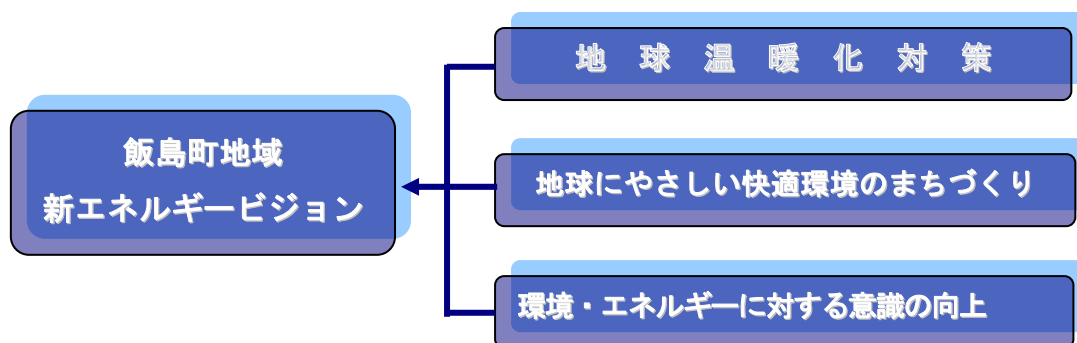 飯島町地域
新エネルギービジョン
地球温暖化対策
地球にやさしい快適環境のまちづくり
環境・エネルギーに対する意識の向上